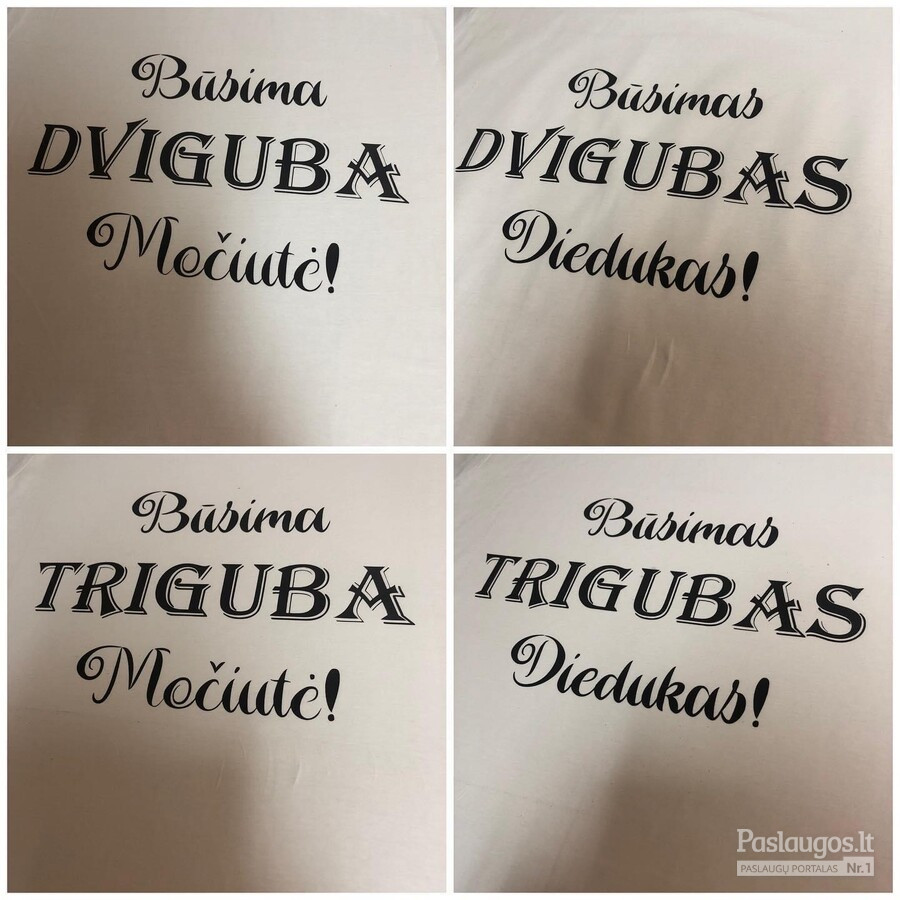 Būsima
DVIGUBA
Močiutė!
Būsimas
DVIGUBAS
Diedukas!
Būsima
TRIGUBA
Močiutė!
Būsimas
TRIGUBAS
Diedukas!
Paslaugos.lt
PASLAUGŲ PORTALAS Nr.1